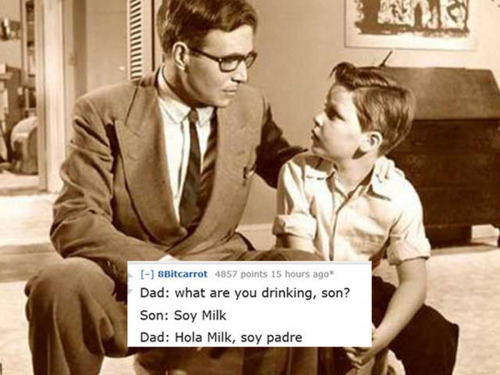 [-] 8Bitcarrot 4857 points 15 hours ago*
Dad: what are you drinking, son?
Son: Soy Milk
Dad: Hola Milk, soy padre